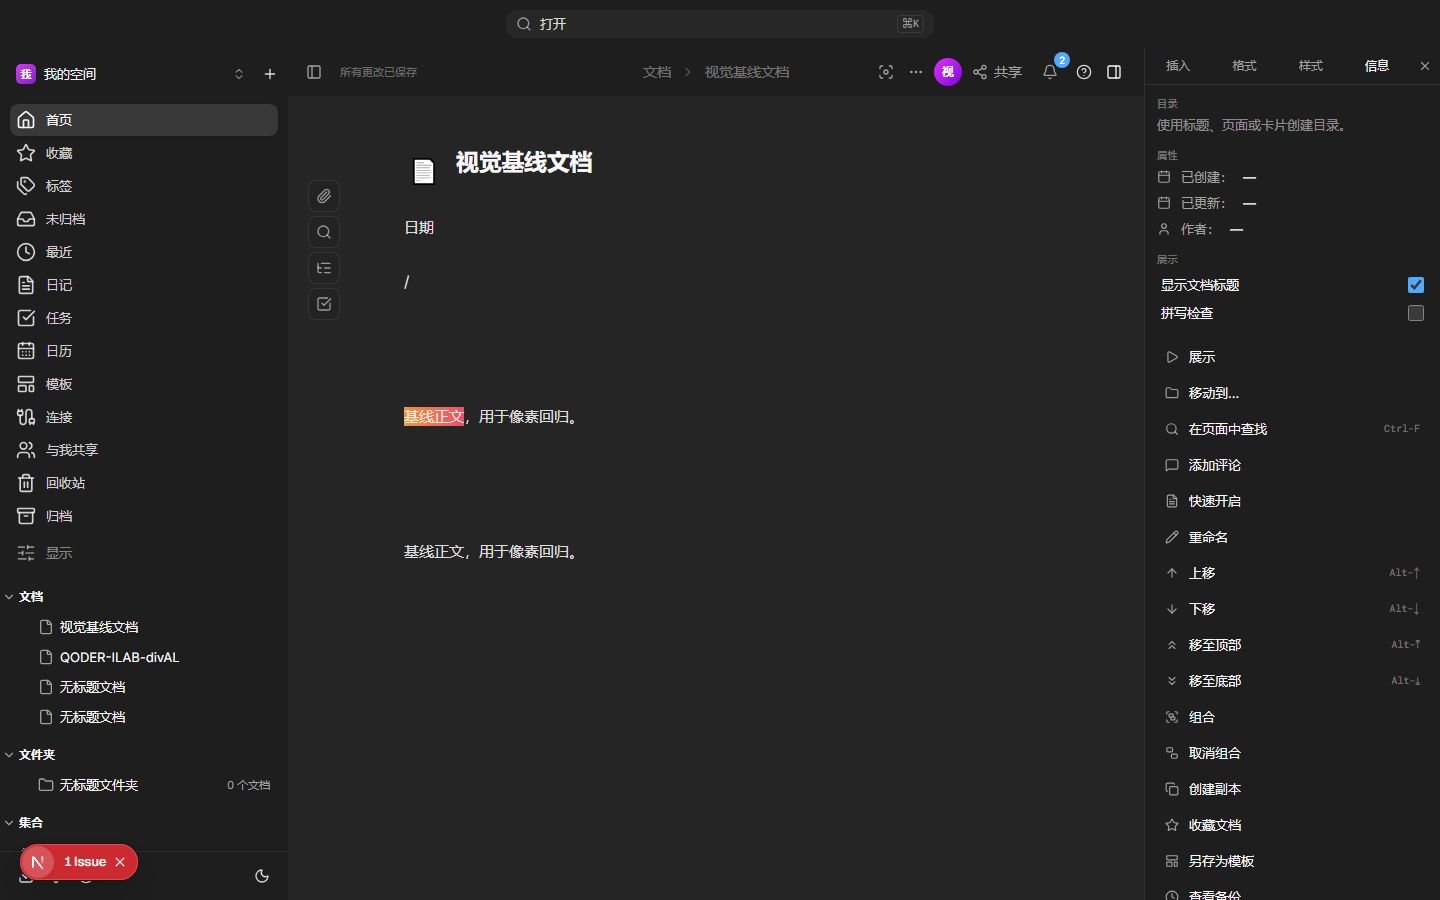 打开
⌘K
我 我的空间
首页
收藏
标签
未归档
最近
日记
任务
日历
模板
连接
与我共享
回收站
归档
显示
文档
视觉基线文档
QODER-ILAB-divAL
无标题文档
无标题文档
文件夹
无标题文件夹 0 个文档
集合
N 1 Issue
所有更改已保存
文档 视觉基线文档
视
共享
2
视觉基线文档
日期
/
基线正文，用于像素回归。
基线正文，用于像素回归。
插入 格式 样式 信息
目录
使用标题、页面或卡片创建目录。
属性
已创建： —
已更新： —
作者： —
展示
显示文档标题
拼写检查
展示
移动到...
在页面中查找 Ctrl-F
添加评论
快速开启
重命名
上移 Alt-↑
下移 Alt-↓
移至顶部 Alt-⤒
移至底部 Alt-⤓
组合
取消组合
创建副本
收藏文档
另存为模板
查看备份